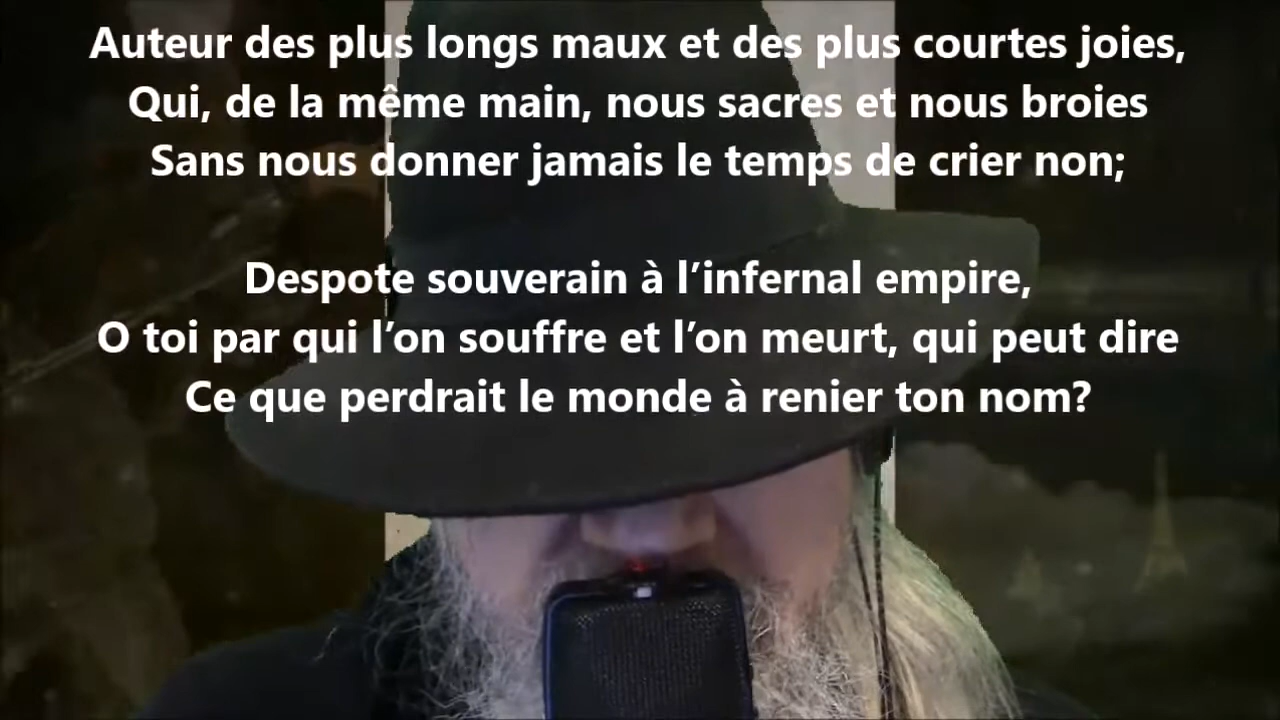 Auteur des plus longs maux et des plus courtes joies,
Qui, de la même main, nous sacres et nous broies
Sans nous donner jamais le temps de crier non;
Despote souverain à l’infernal empire,
O toi par qui l’on souffre et l’on meurt, qui peut dire
Ce que perdrait le monde à renier ton nom?